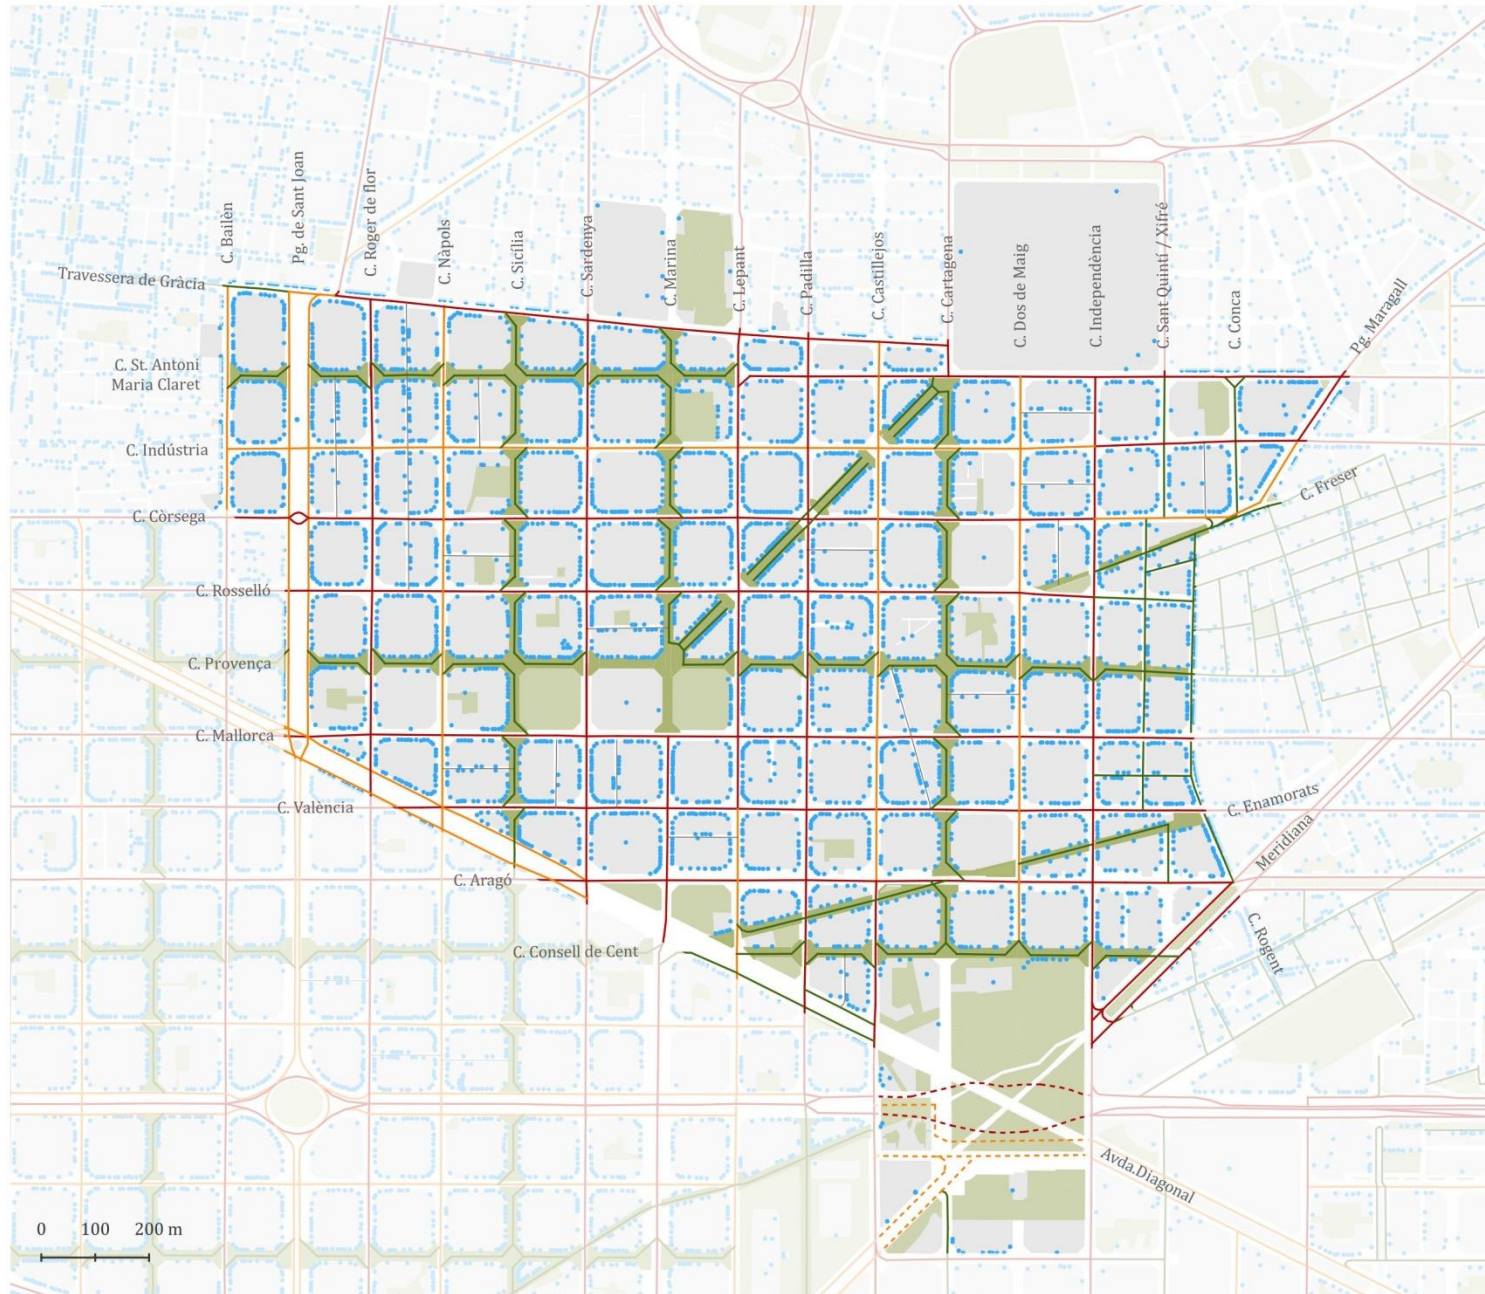 C. Bailèn
Pg. de Sant Joan
C. Roger de flor
C. Nàpols
C. Sicília
C. Sardenya
C. Marina
C. Lepant
C. Padilla
C. Castillejos
C. Cartagena
C. Dos de Maig
C. Independència
C. Sant Quintí / Xifré
C. Conca
Pg. Maragall
Travessera de Gràcia
C. St. Antoni
Maria Claret
C. Indústria
C. Freser
C. Còrsega
C. Rosselló
C. Provença
C. Mallorca
C. València
C. Enamorats
Meridiana
C. Aragó
C. Rogent
C. Consell de Cent
Avda.Diagonal
0 100 200 m